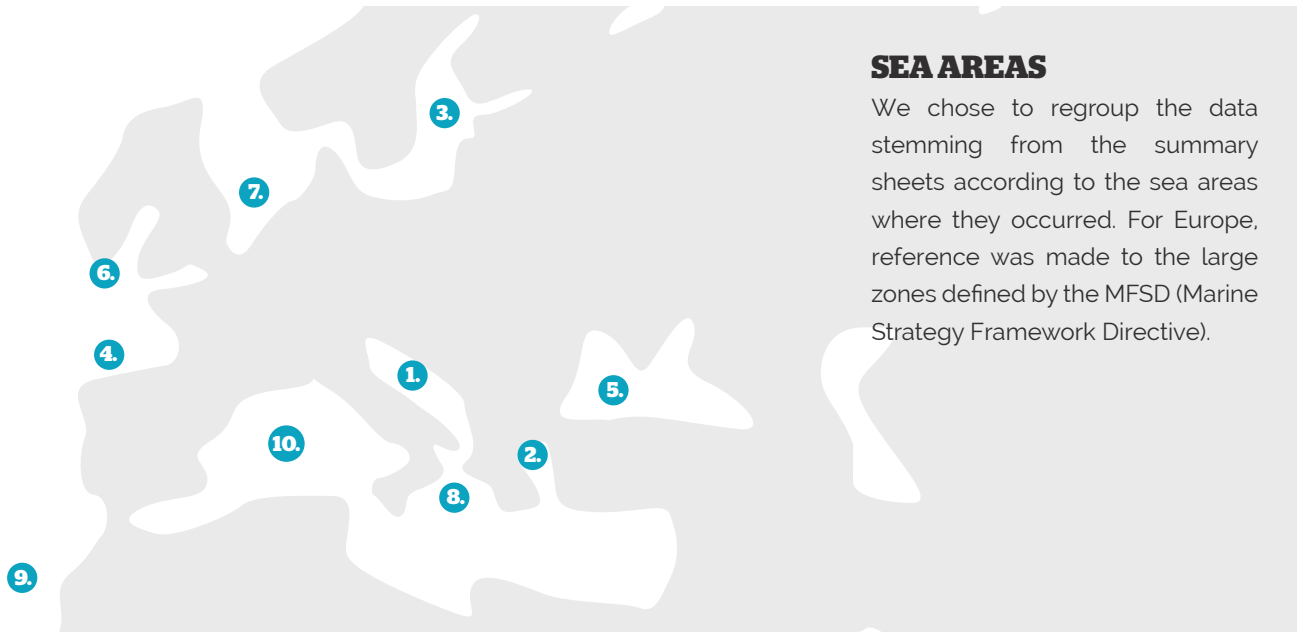 SEA AREAS
We chose to regroup the data
stemming from the summary
sheets according to the sea areas
where they occurred. For Europe,
reference was made to the large
zones defined by the MFSD (Marine
Strategy Framework Directive).
3.
7.
6.
4.
1.
5.
10.
2.
8.
9.